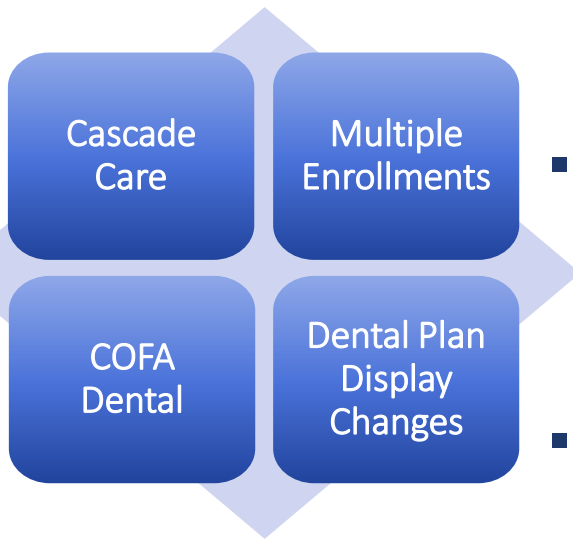 Cascade
Care
Multiple
Enrollments
COFA
Dental
Dental Plan
Display
Changes